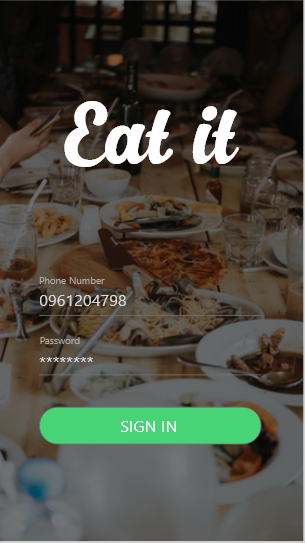 Eat it
Phone Number
0961204798
Password
********
SIGN IN